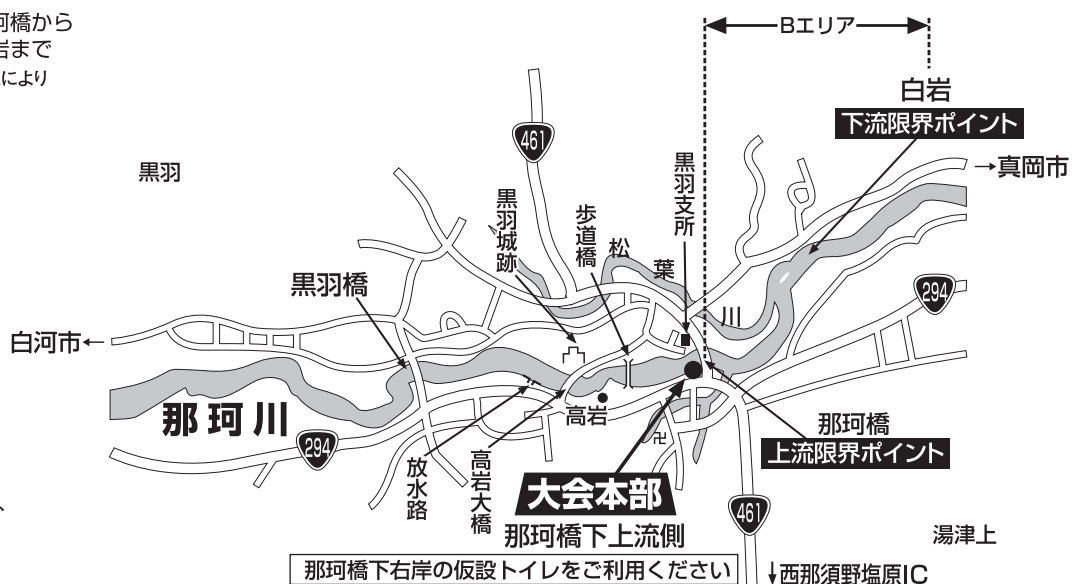 河橋から
岩まで
により
Bエリア
白岩
下流限界ポイント
→真岡市
461
黒羽
黒羽支所
黒羽城跡
歩道橋
松葉川
黒羽橋
294
白河市←
那珂川
高岩
那珂橋
上流限界ポイント
294
放水路
高岩大橋
卍
大会本部
那珂橋下上流側
461
湯津上
那珂橋下右岸の仮設トイレをご利用ください
↓西那須野塩原IC